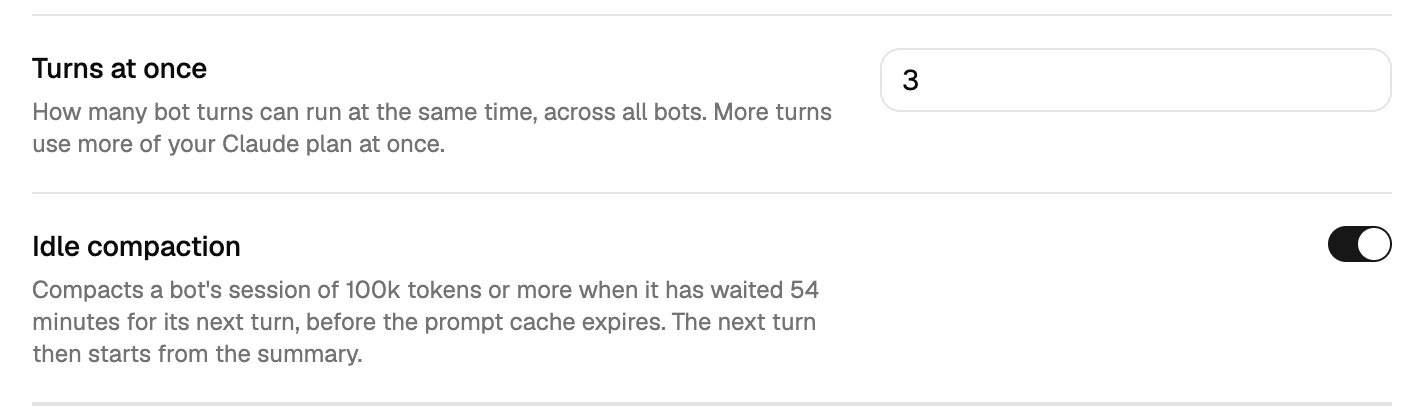 Turns at once
3
How many bot turns can run at the same time, across all bots. More turns
use more of your Claude plan at once.
Idle compaction
Compacts a bot's session of 100k tokens or more when it has waited 54
minutes for its next turn, before the prompt cache expires. The next turn
then starts from the summary.